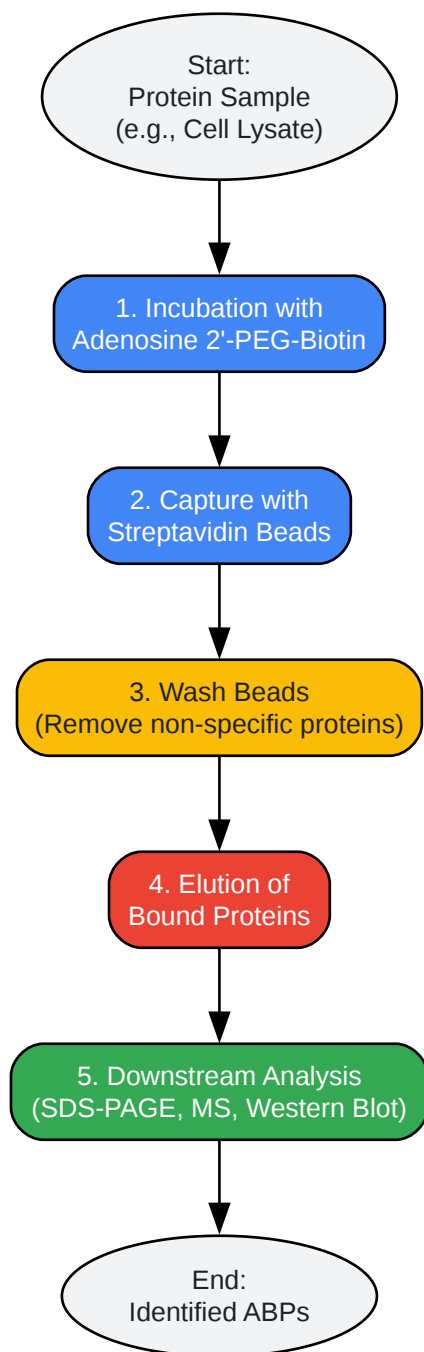 Start:
Protein Sample
(e.g., Cell Lysate)
1. Incubation with
Adenosine 2'-PEG-Biotin
2. Capture with
Streptavidin Beads
3. Wash Beads
(Remove non-specific proteins)
4. Elution of
Bound Proteins
5. Downstream Analysis
(SDS-PAGE, MS, Western Blot)
End:
Identified ABPs